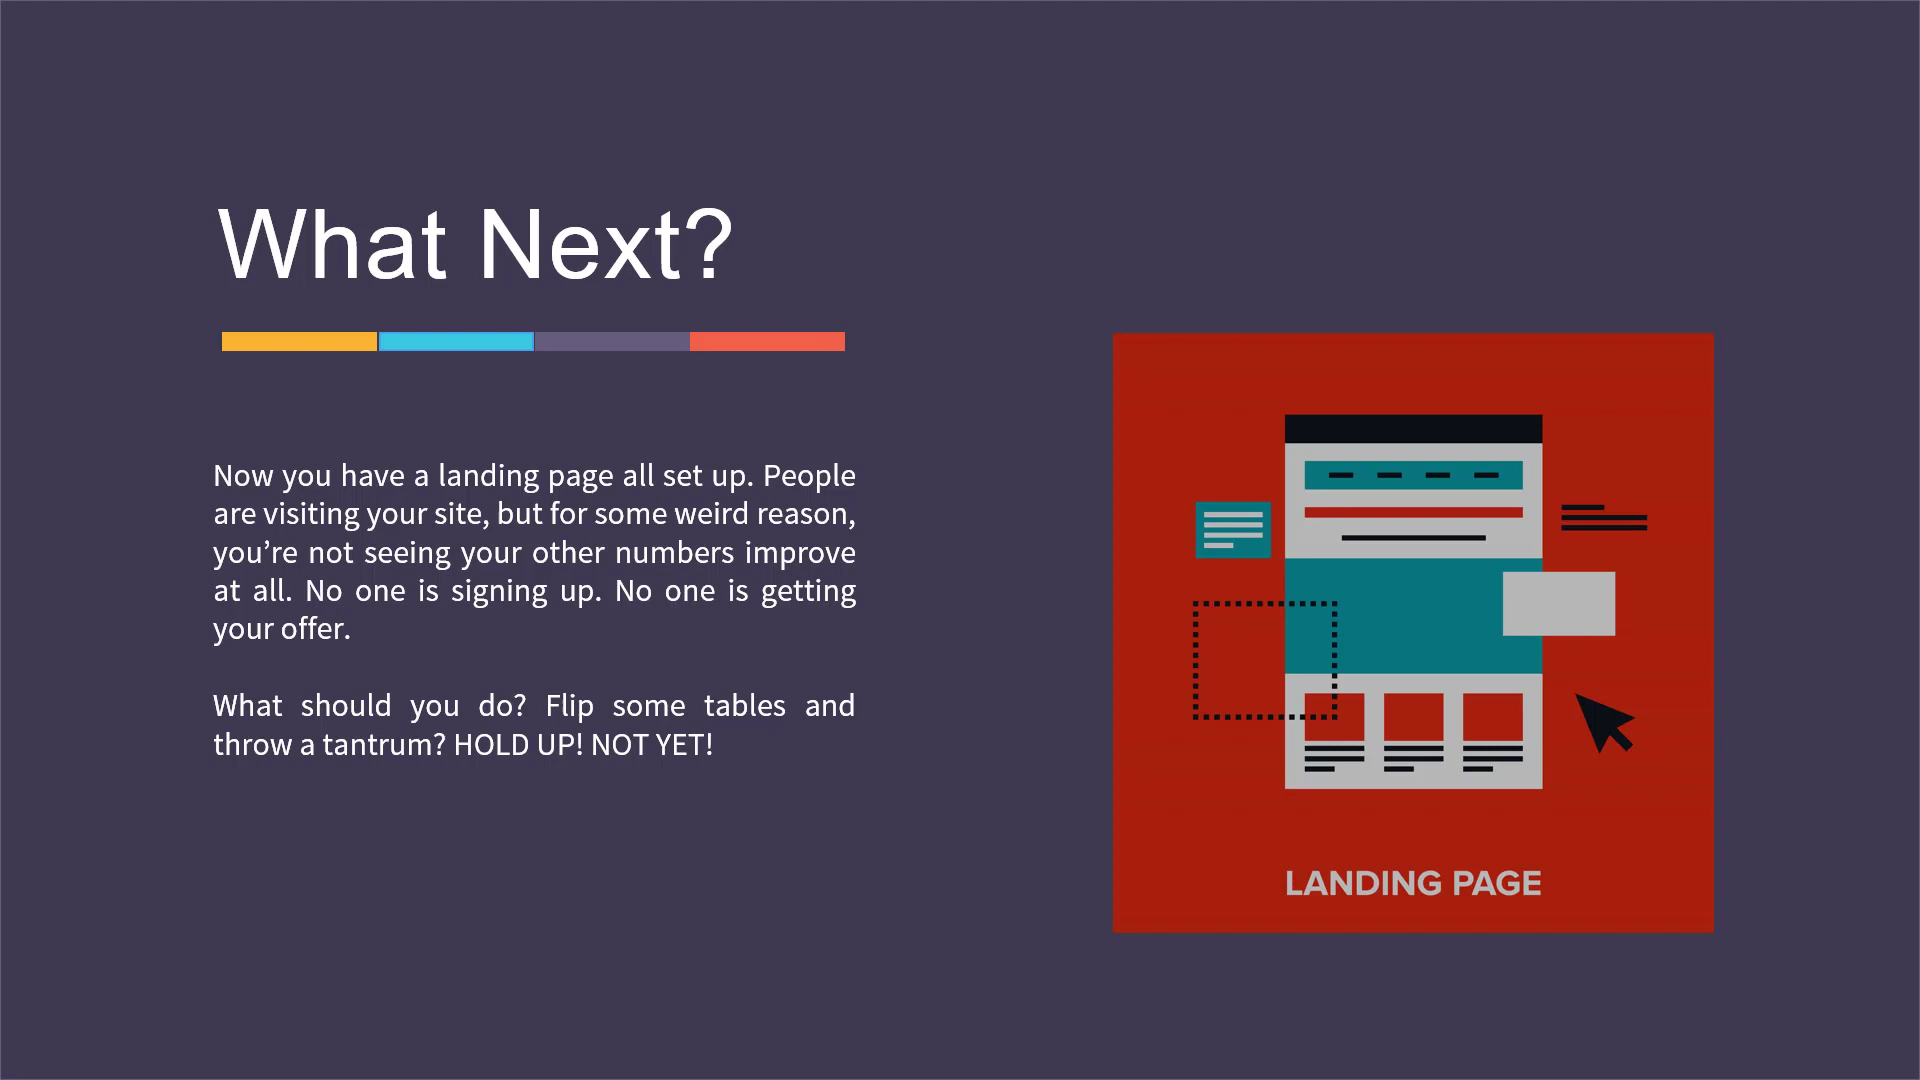 What Next?
Now you have a landing page all set up. People
are visiting your site, but for some weird reason,
you’re not seeing your other numbers improve
at all. No one is signing up. No one is getting
your offer.
What should you do? Flip some tables and
throw a tantrum? HOLD UP! NOT YET!
LANDING PAGE